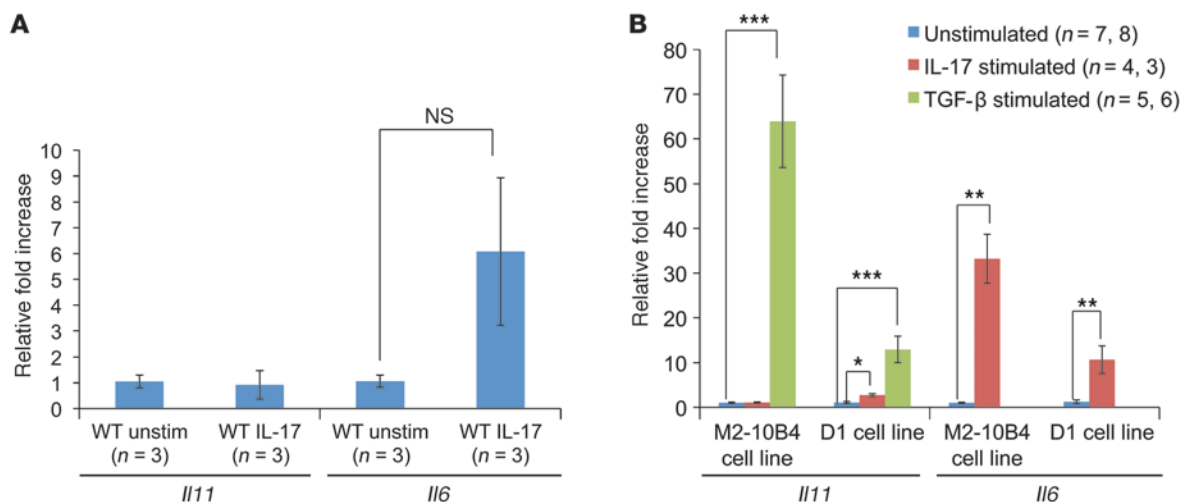 A
Relative fold increase
10
9
8
7
6
5
4
3
2
1
0
NS
WT unstim
(n = 3)
WT IL-17
(n = 3)
WT unstim
(n = 3)
WT IL-17
(n = 3)
Il11
Il6
B
Unstimulated (n = 7, 8)
IL-17 stimulated (n = 4, 3)
TGF-β stimulated (n = 5, 6)
Relative fold increase
80
70
60
50
40
30
20
10
0
***
***
*
**
**
M2-10B4
cell line
D1 cell line
M2-10B4
cell line
D1 cell line
Il11
Il6